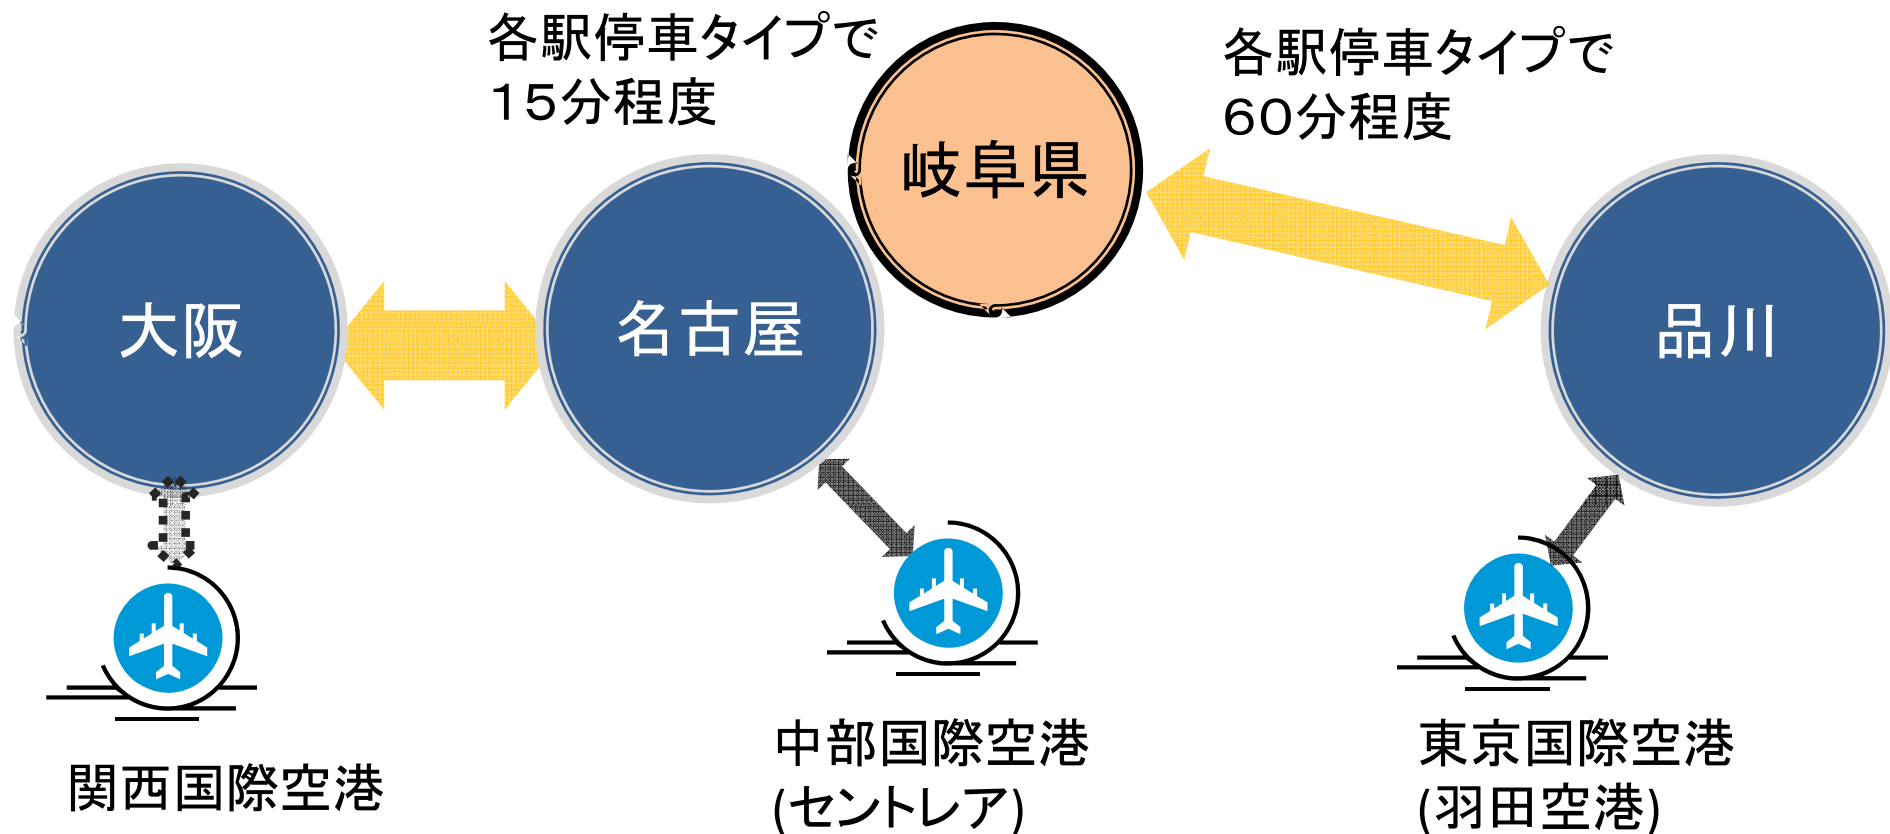 各駅停車タイプで
15分程度
岐阜県
各駅停車タイプで
60分程度
大阪
名古屋
品川
関西国際空港
中部国際空港
(セントレア)
東京国際空港
(羽田空港)